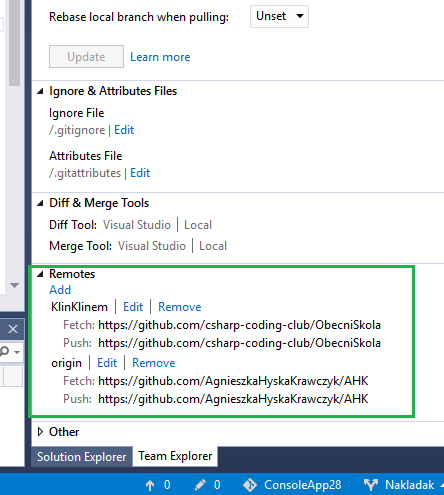 Rebase local branch when pulling: Unset
Update Learn more
Ignore & Attributes Files
Ignore File
/.gitignore | Edit
Attributes File
/.gitattributes | Edit
Diff & Merge Tools
Diff Tool: Visual Studio | Local
Merge Tool: Visual Studio | Local
Remotes
Add
KlinKlinem | Edit | Remove
Fetch: https://github.com/csharp-coding-club/ObecniSkola
Push: https://github.com/csharp-coding-club/ObecniSkola
origin | Edit | Remove
Fetch: https://github.com/AgnieszkaHyskaKrawczyk/AHK
Push: https://github.com/AgnieszkaHyskaKrawczyk/AHK
Other
Solution Explorer Team Explorer
0 0 ConsoleApp28 Nakladak